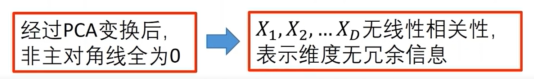 经过PCA变换后，
非主对角线全为0
X₁, X₂, … X_D 无线性相关性，
表示维度无冗余信息